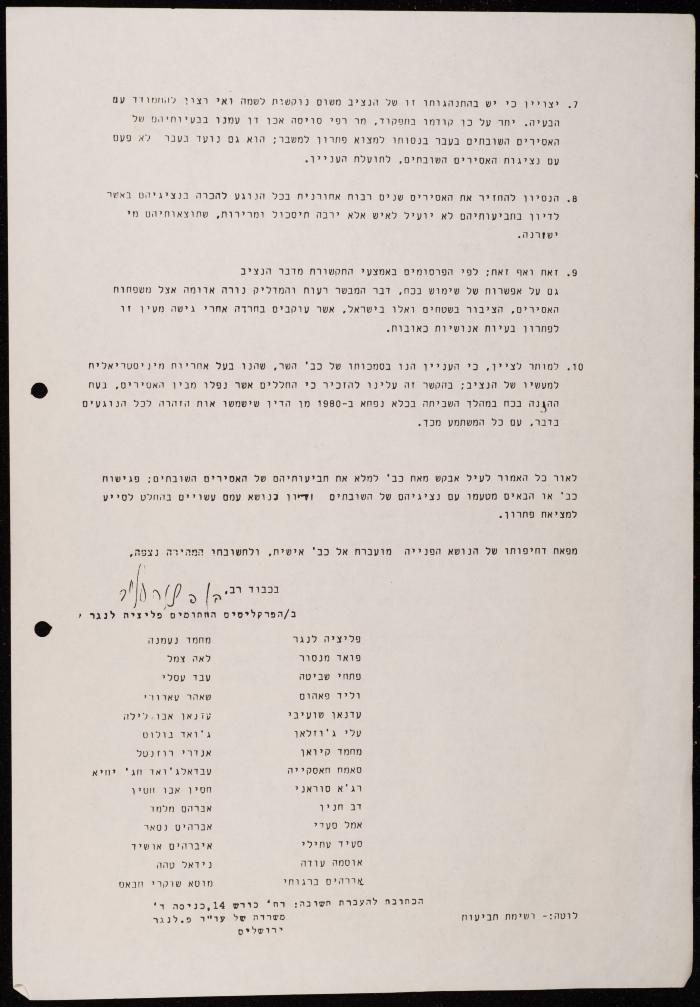 7. יצויין כי יש בהתנהגותו זו של הנציב משום נוקשות לשמה ואי רצון להתמודד עם
הבעיה. יתר על כן קודמו בתפקיד, מר רפי סויסה אכן דן עמנו בבעיותיהם של
האסירים השובתים בעבר בנסותו למצוא פתרון למשבר; הוא גם נועד בעבר לא פעם
עם נציגות האסירים השובתים, לתועלת העניין.
8. הנסיון להחזיר את האסירים שנים רבות אחורנית בכל הנוגע להכרה בנציגיהם באשר
לדיון בתביעותיהם לא יועיל לאיש אלא ירבה תיסכול ומרירות, שתוצאותיהם מי
ישורנה.
9. זאת ואף זאת; לפי הפרסומים באמצעי התקשורת מדבר הנציב
גם על אפשרות של שימוש בכח, דבר המבשר רעות והמדליק נורה אדומה אצל משפחות
האסירים, הציבור בשטחים ואלו בישראל, אשר עוקבים בחרדה אחרי גישה מעין זו
לפתרון בעיות אנושיות כאובות.
10. למותר לציין, כי העניין הנו בסמכותו של כב' השר, שהנו בעל אחריות מיניסטריאלית
למעשיו של הנציב; בהקשר זה עלינו להזכיר כי החללים אשר נפלו מבין האסירים, בעת
ההזנה בכח במהלך השביתה בכלא נפחא ב-1980 מן הדין שישמשו אות הזהרה לכל הנוגעים
בדבר, עם כל המשתמע מכך.
לאור כל האמור לעיל אבקש מאת כב' למלא את תביעותיהם של האסירים השובתים; פגישות
כב' או הבאים מטעמו עם נציגיהם של השובתים ודיון בנושא עמם עשויים בהחלט לסייע
למציאת פתרון.
מפאת דחיפותו של הנושא הפנייה מועברת אל כב' אישית, ולתשובתו המהירה נצפה.
בכבוד רב,
ב/הפרקליטים החתומים פליציה לנגר,
פליציה לנגר מחמד נעמנה
פואד מנסור לאה צמל
פתחי שביטה עבד עסלי
וליד פאהום שאהר עארורי
עדנאן שועיבי עדנאן אבו לילה
עלי ג'וזלאן ג'ואד בולוס
מחמד קיואן אנדרי רוזנטל
סאמח חאסקייה עבדאלג'ואד חג' יחיא
רג'א סוראני חסין אבו חסין
דב חנין אברהם מלמד
אמל סעדי אברהים נסאר
סעיד עתילי איברהים אושיד
אוסמה עודה נידאל טהה
אברהים ברגותי מוסא שוקרי חבאס
הכתובת להעברת תשובה: רח' כורש 14, כניסה ד'
לוטה:- רשימת תביעות משרדה של עו"ד פ.לנגר
ירושלים